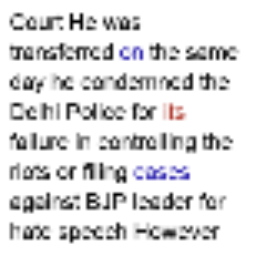 Court He was
transferred on the same
day he condemned the
Delhi Police for its
failure in controlling the
riots or filing cases
against BJP leader for
hate speech However